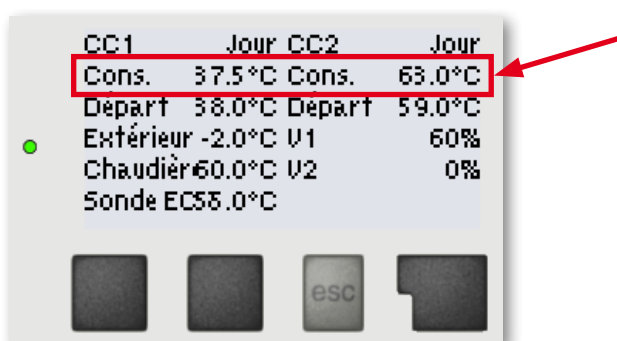 CC1 Jour CC2 Jour
Cons. 37.5°C Cons. 63.0°C
Départ 38.0°C Départ 59.0°C
Extérieur -2.0°C V1 60%
Chaudièr60.0°C V2 0%
Sonde EC55.0°C
esc